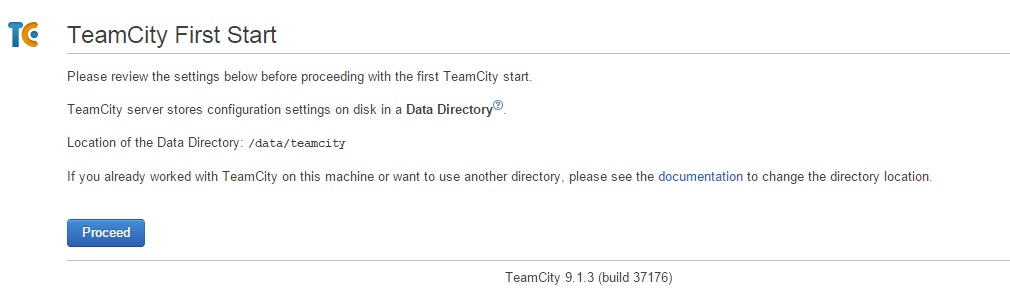 TC
TeamCity First Start
Please review the settings below before proceeding with the first TeamCity start.
TeamCity server stores configuration settings on disk in a Data Directory?.
Location of the Data Directory: /data/teamcity
If you already worked with TeamCity on this machine or want to use another directory, please see the documentation to change the directory location.
Proceed
TeamCity 9.1.3 (build 37176)